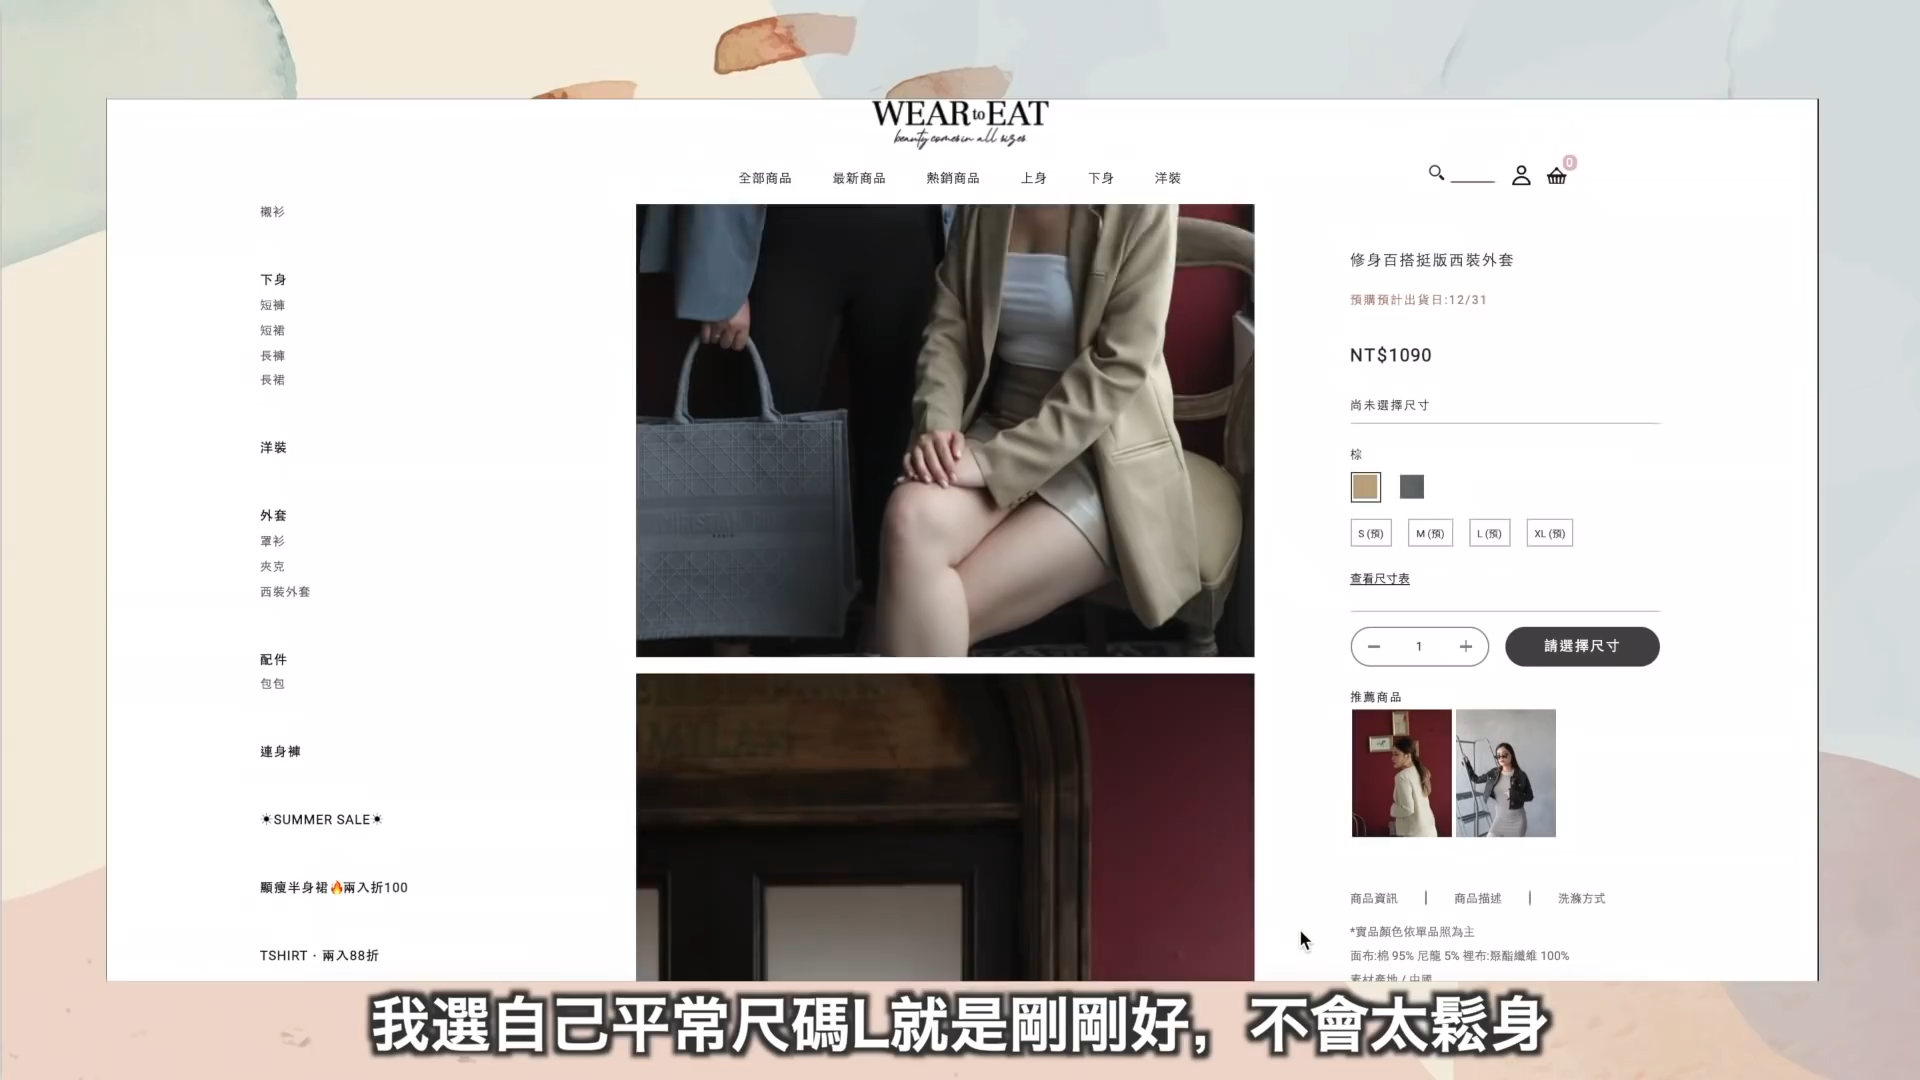 WEAR to EAT
beauty comes in all sizes
全部商品 最新商品 熱銷商品 上身 下身 洋裝
0
襯衫
下身
短褲
短裙
長褲
長裙
洋裝
外套
罩衫
夾克
西裝外套
配件
包包
連身褲
☀SUMMER SALE☀
顯瘦半身裙🔥兩入折100
TSHIRT · 兩入88折
修身百搭挺版西裝外套
預購預計出貨日:12/31
NT$1090
尚未選擇尺寸
棕
S (預) M (預) L (預) XL (預)
查看尺寸表
− 1 + 請選擇尺寸
推薦商品
商品資訊 | 商品描述 | 洗滌方式
*實品顏色依單品照為主
面布:棉 95% 尼龍 5% 裡布:聚酯纖維 100%
素材產地 / 中國
我選自己平常尺碼L就是剛剛好，不會太鬆身